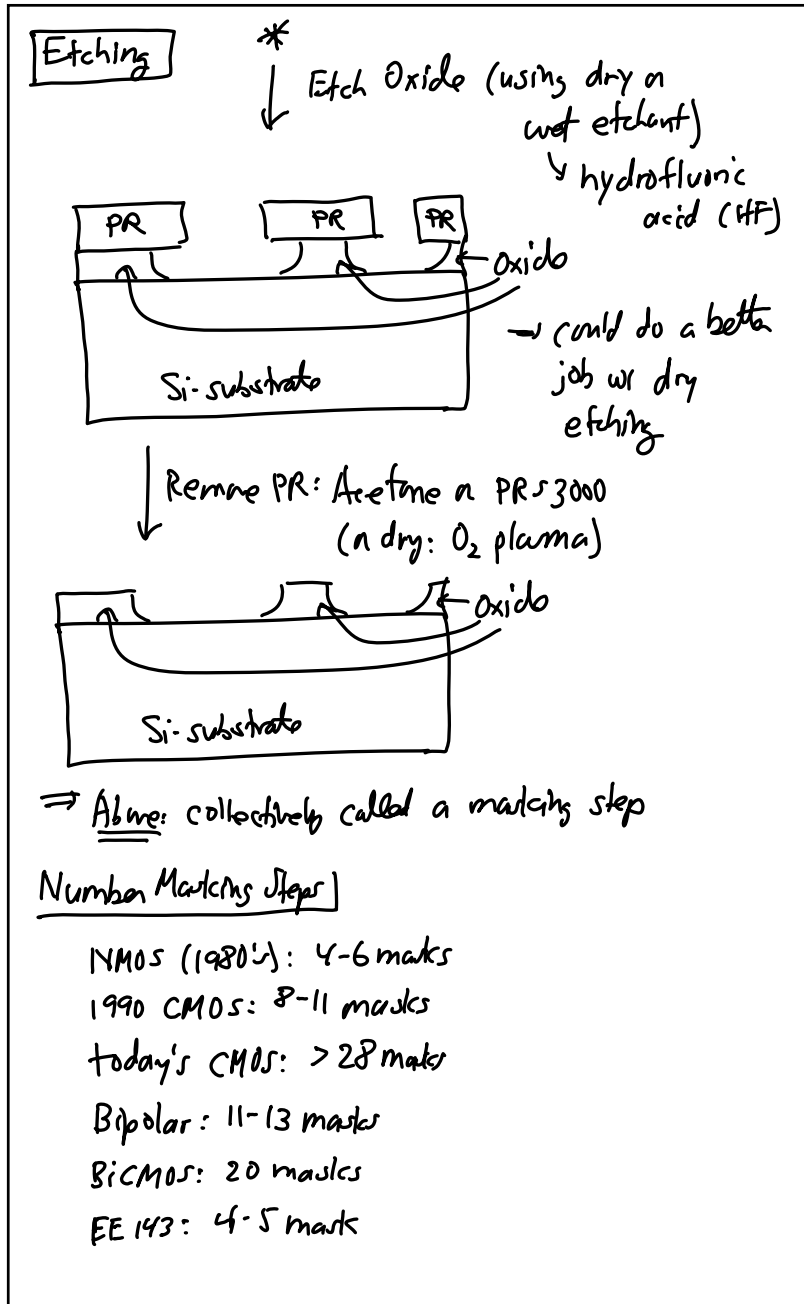 Etching
*
Etch Oxide (using dry or
wet etchant)
hydrofluoric
acid (HF)
PR
PR
PR
Oxide
Si-substrate
→ could do a better
job w/ dry
etching
Remove PR: Acetone or PRS3000
(or dry: O₂ plasma)
Oxide
Si-substrate
⇒ Above: collectively called a masking step
Number Masking Steps
NMOS (1980's): 4-6 masks
1990 CMOS: 8-11 masks
today's CMOS: >28 masks
Bipolar: 11-13 masks
BiCMOS: 20 masks
EE 143: 4-5 mask